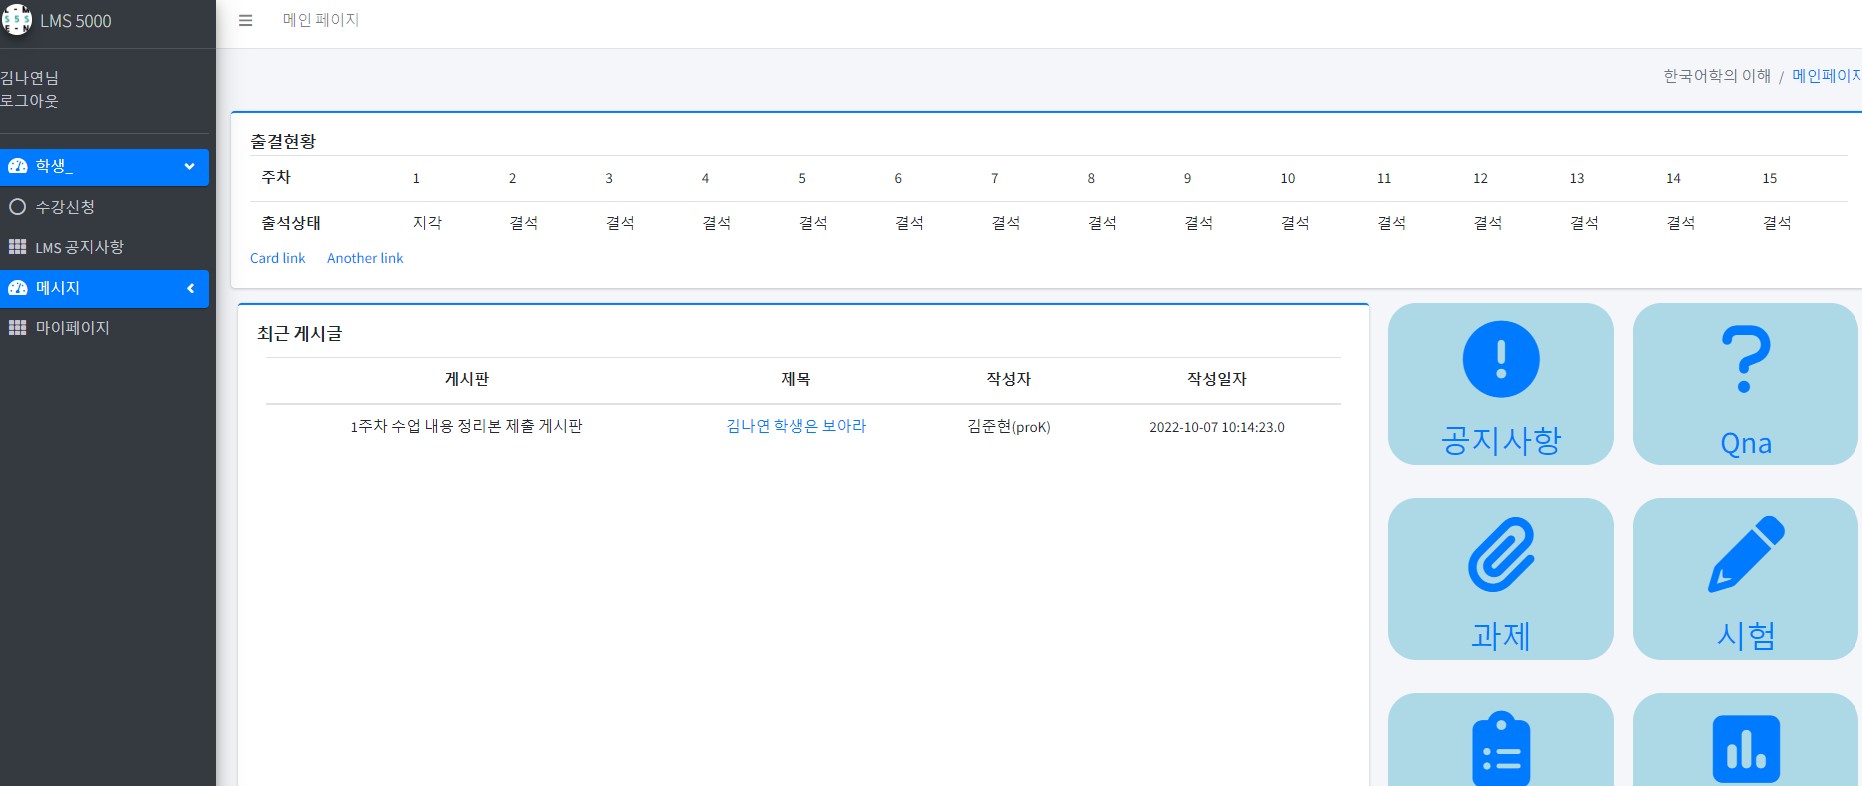 LMS 5000
메인 페이지
김나연님
로그아웃
학생_
수강신청
LMS 공지사항
메시지
마이페이지
한국어학의 이해 / 메인페이지
출결현황
주차 1 2 3 4 5 6 7 8 9 10 11 12 13 14 15
출석상태 지각 결석 결석 결석 결석 결석 결석 결석 결석 결석 결석 결석 결석 결석 결석
Card link Another link
최근 게시글
게시판 제목 작성자 작성일자
1주차 수업 내용 정리본 제출 게시판 김나연 학생은 보아라 김준현(proK) 2022-10-07 10:14:23.0
공지사항
Qna
과제
시험